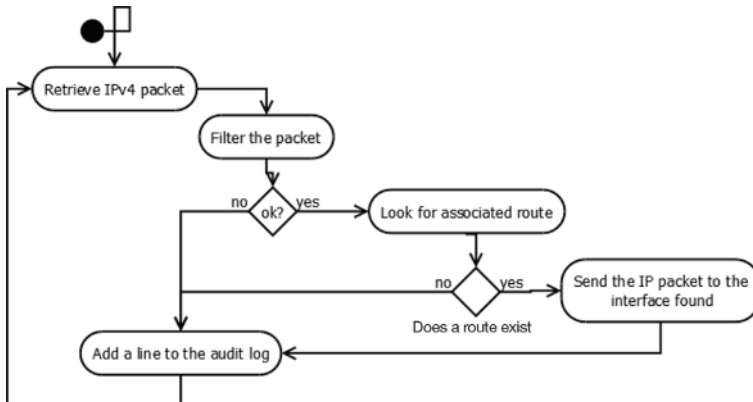 Retrieve IPv4 packet
Filter the packet
no
ok?
yes
Look for associated route
no
yes
Send the IP packet to the
interface found
Does a route exist
Add a line to the audit log